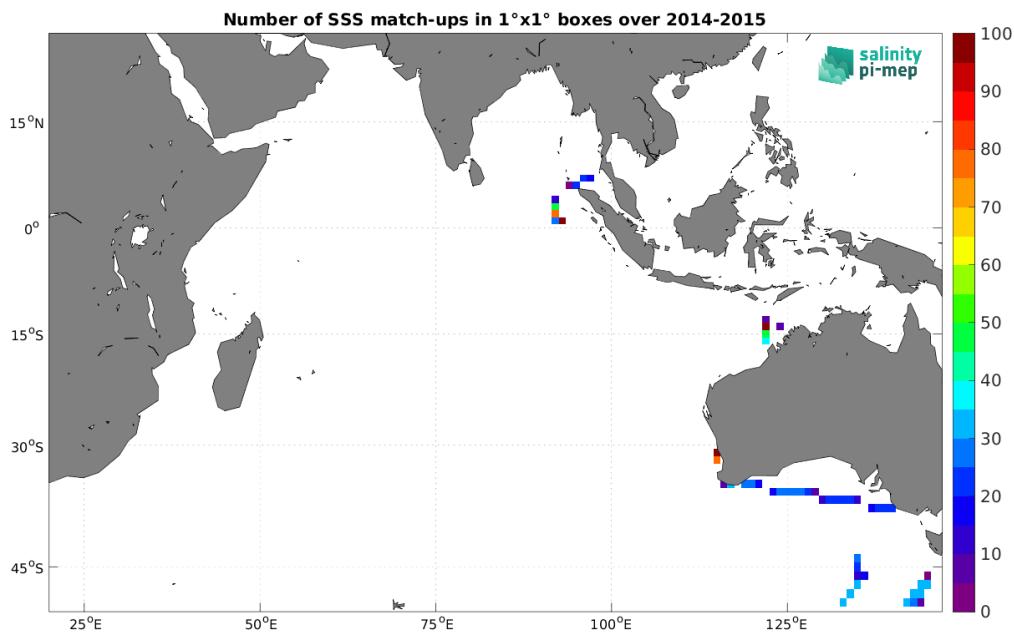 Number of SSS match-ups in 1°x1° boxes over 2014-2015
salinity
pi-mep
15°N
0°
15°S
30°S
45°S
25°E
50°E
75°E
100°E
125°E
100
90
80
70
60
50
40
30
20
10
0